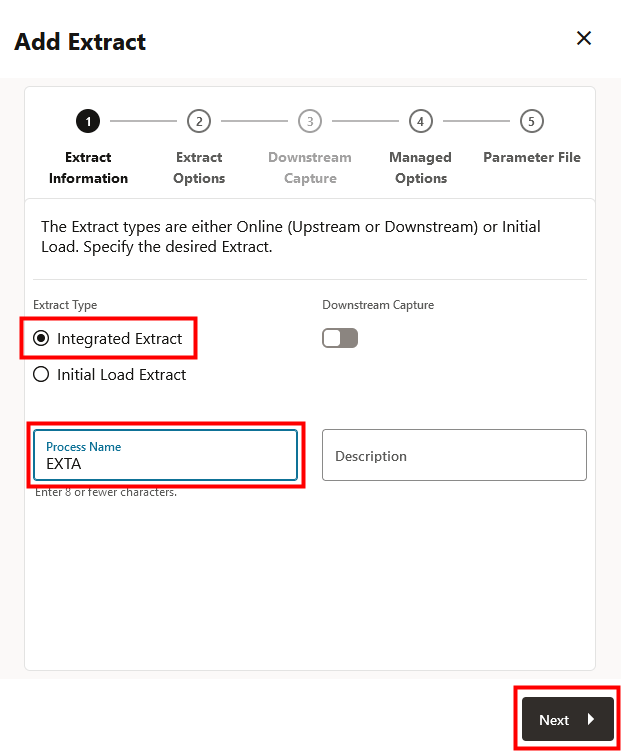 Add Extract
1 2 3 4 5
Extract Extract Downstream Managed Parameter File
Information Options Capture Options
The Extract types are either Online (Upstream or Downstream) or Initial
Load. Specify the desired Extract.
Extract Type Downstream Capture
Integrated Extract
Initial Load Extract
Process Name
EXTA
Description
Enter 8 or fewer characters.
Next